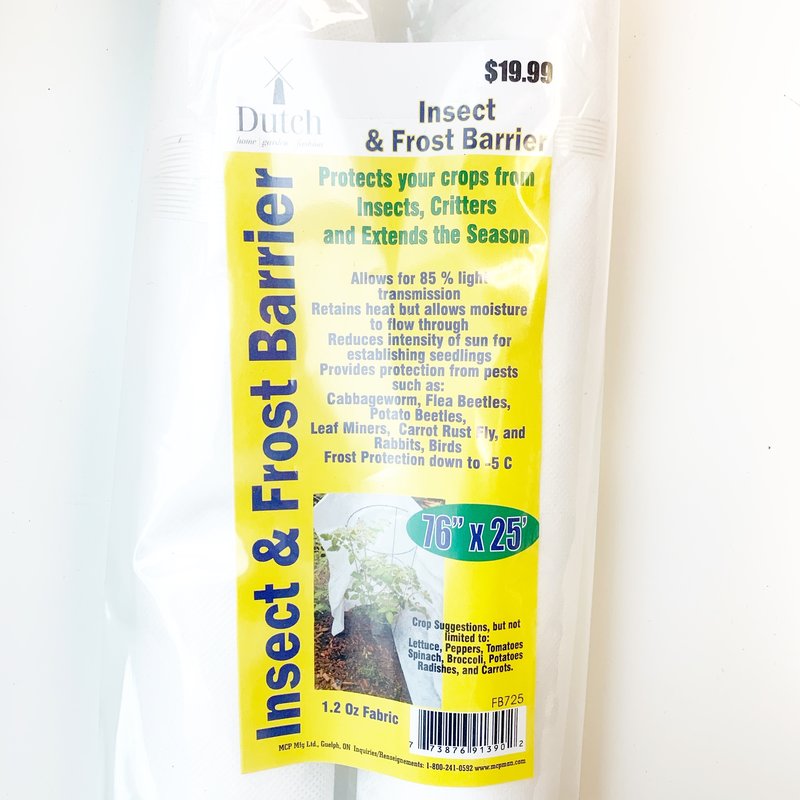 $19.99
Dutch
home garden fashion
Insect
& Frost Barrier
Insect & Frost Barrier
Protects your crops from
Insects, Critters
and Extends the Season
Allows for 85 % light
transmission
Retains heat but allows moisture
to flow through
Reduces intensity of sun for
establishing seedlings
Provides protection from pests
such as:
Cabbageworm, Flea Beetles,
Potato Beetles,
Leaf Miners, Carrot Rust Fly, and
Rabbits, Birds
Frost Protection down to -5 C
76" x 25'
Crop Suggestions, but not
limited to:
Lettuce, Peppers, Tomatoes
Spinach, Broccoli, Potatoes
Radishes, and Carrots.
1.2 Oz Fabric
FB725
7 73876 91390 2
MCP Mfg Ltd., Guelph, ON Inquiries/Renseignements: 1-800-241-0592 www.mcpmsn.com